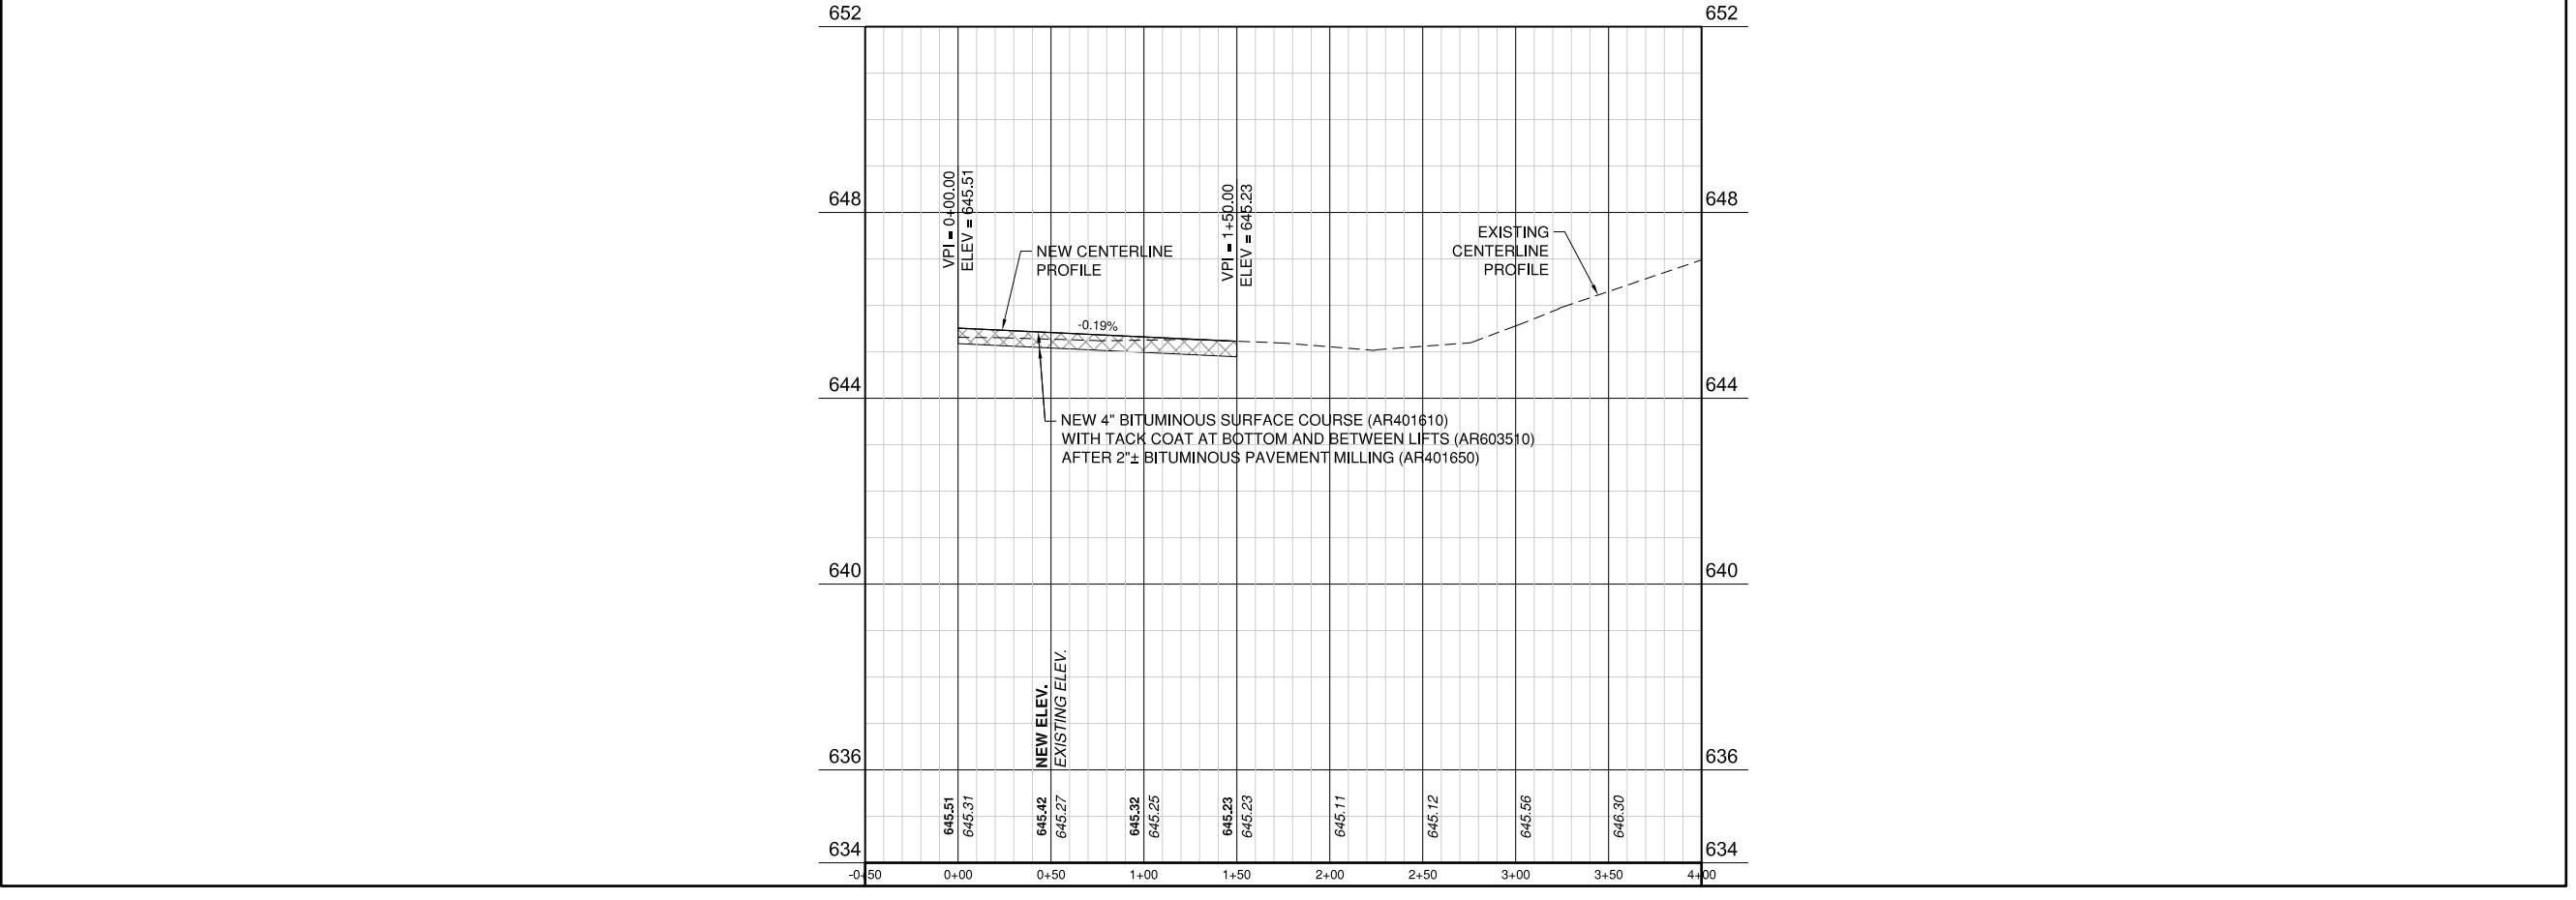 652
652
VPI = 0+00.00
ELEV = 645.51
VPI = 1+50.00
ELEV = 645.23
648
648
NEW CENTERLINE
PROFILE
EXISTING
CENTERLINE
PROFILE
-0.19%
644
644
NEW 4" BITUMINOUS SURFACE COURSE (AR401610)
WITH TACK COAT AT BOTTOM AND BETWEEN LIFTS (AR603510)
AFTER 2"± BITUMINOUS PAVEMENT MILLING (AR401650)
640
640
NEW ELEV.
EXISTING ELEV.
636
636
645.51
645.31
645.42
645.27
645.32
645.25
645.23
645.23
645.11
645.12
645.56
646.30
634
634
-0+50 0+00 0+50 1+00 1+50 2+00 2+50 3+00 3+50 4+00